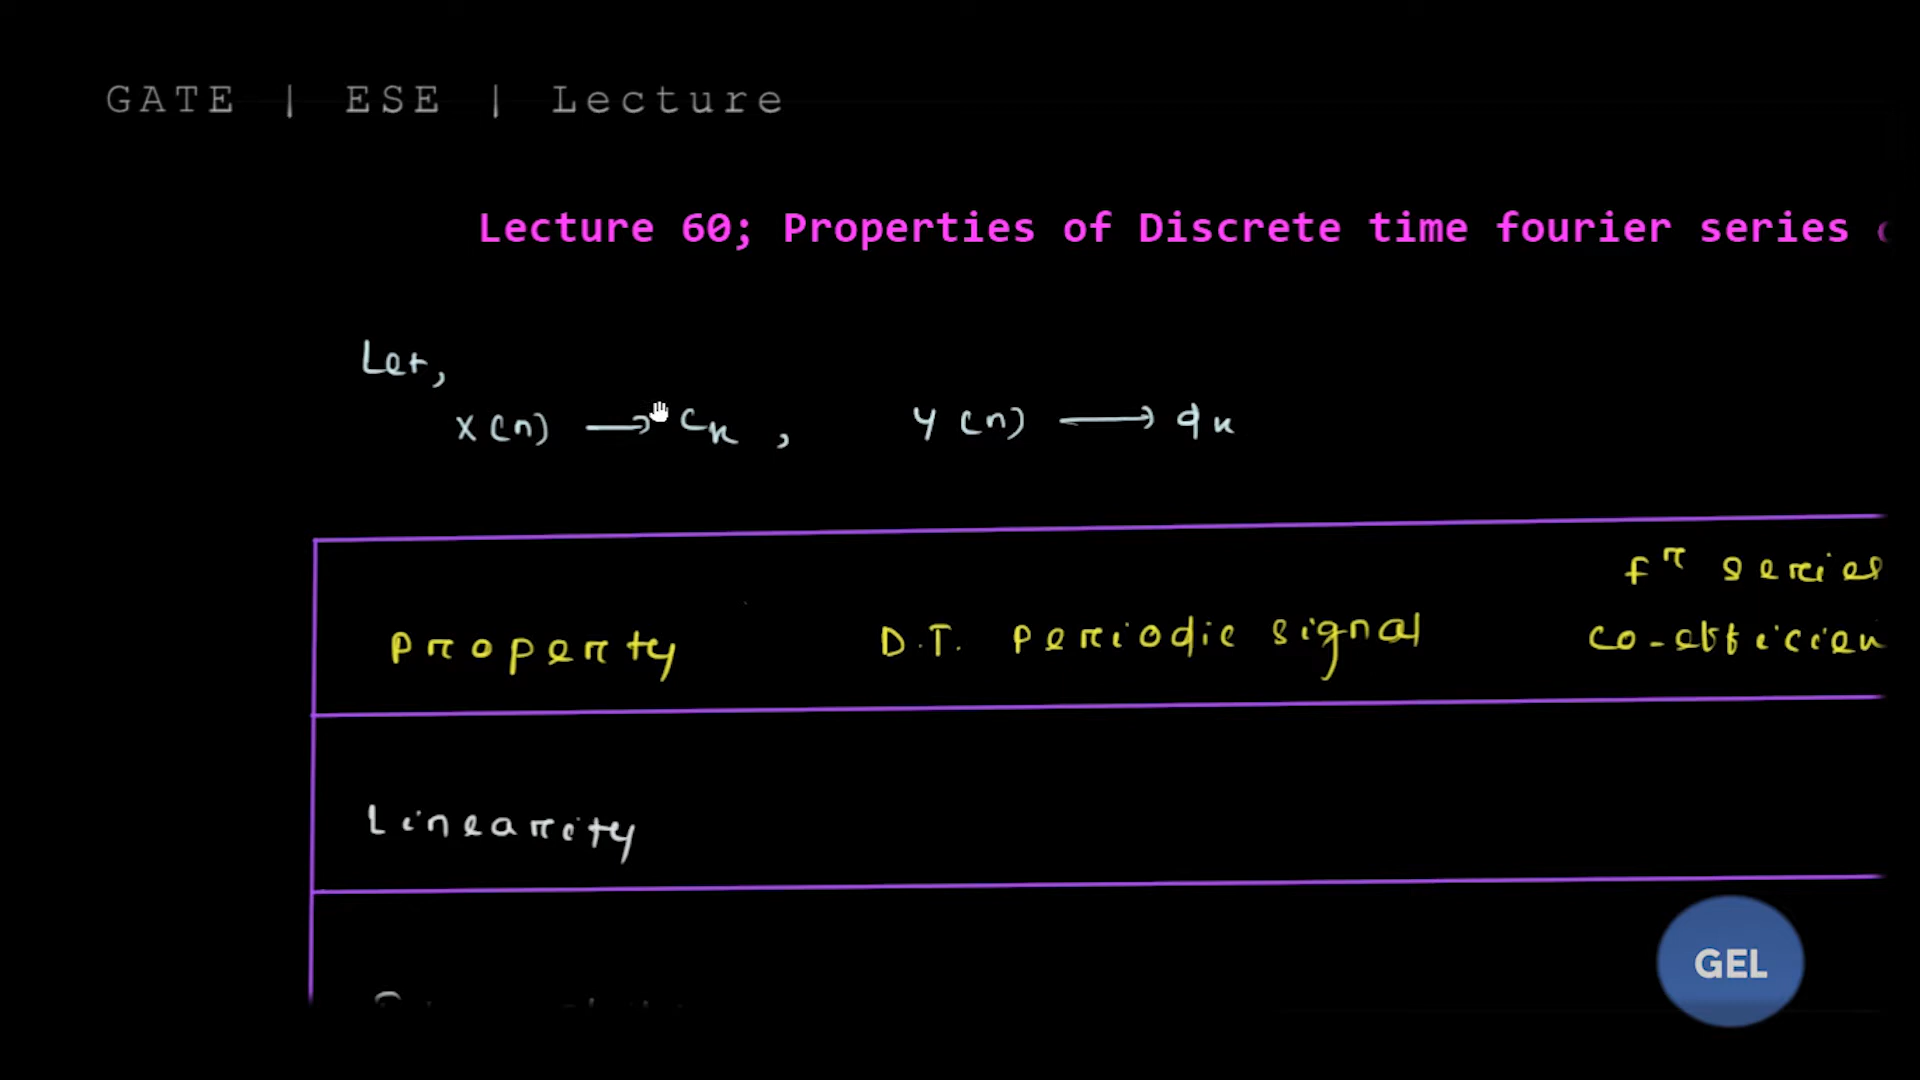 GATE | ESE | Lecture
Lecture 60; Properties of Discrete time fourier series
Let,
x(n) → cₖ , y(n) → dₖ
fʳ series
Property D.T. periodic signal co-efficien
Linearity
GEL